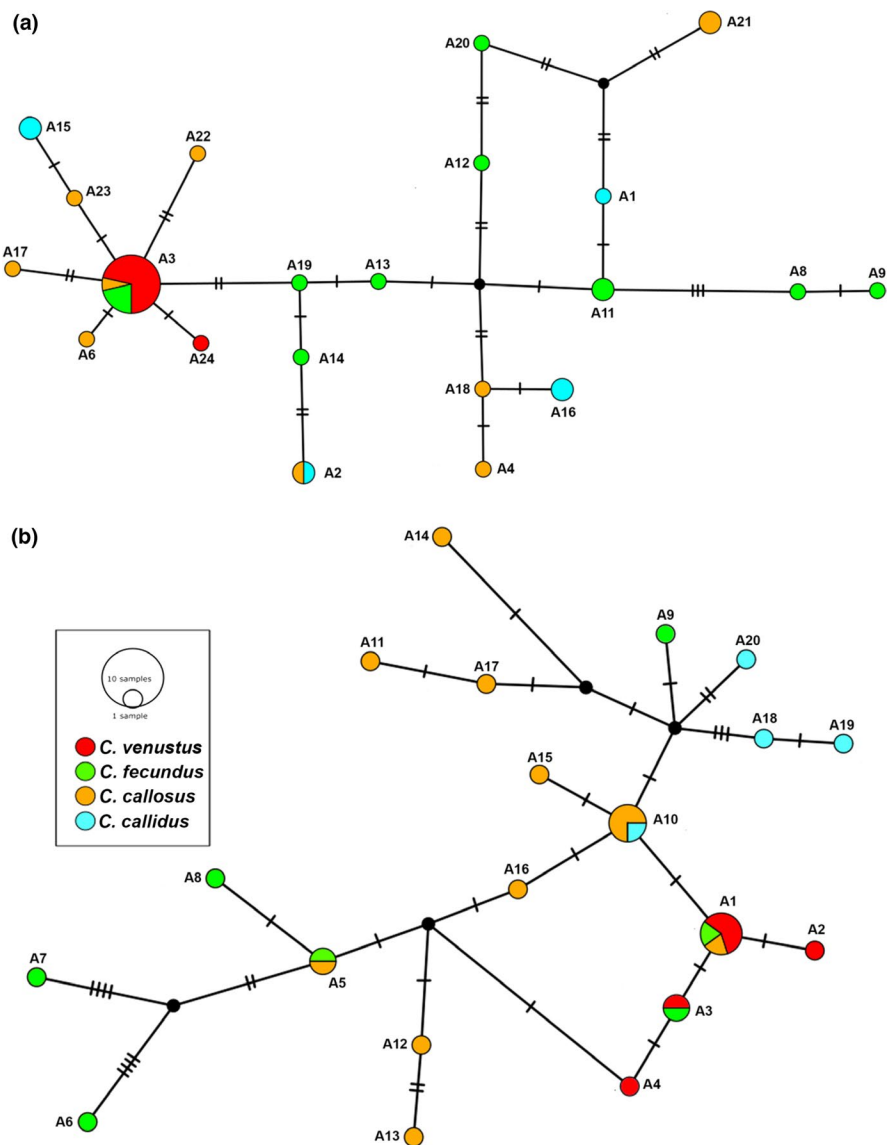 (a)
A20
A21
A15
A22
A12
A23
A1
A3
A17
A19
A13
A8
A9
A11
A6
A24
A14
A18
A16
A2
A4
(b)
A14
A9
A20
A11
A17
10 samples
1 sample
A18
A19
C. venustus
C. fecundus
C. callosus
C. callidus
A15
A10
A16
A8
A1
A2
A7
A5
A3
A12
A4
A6
A13